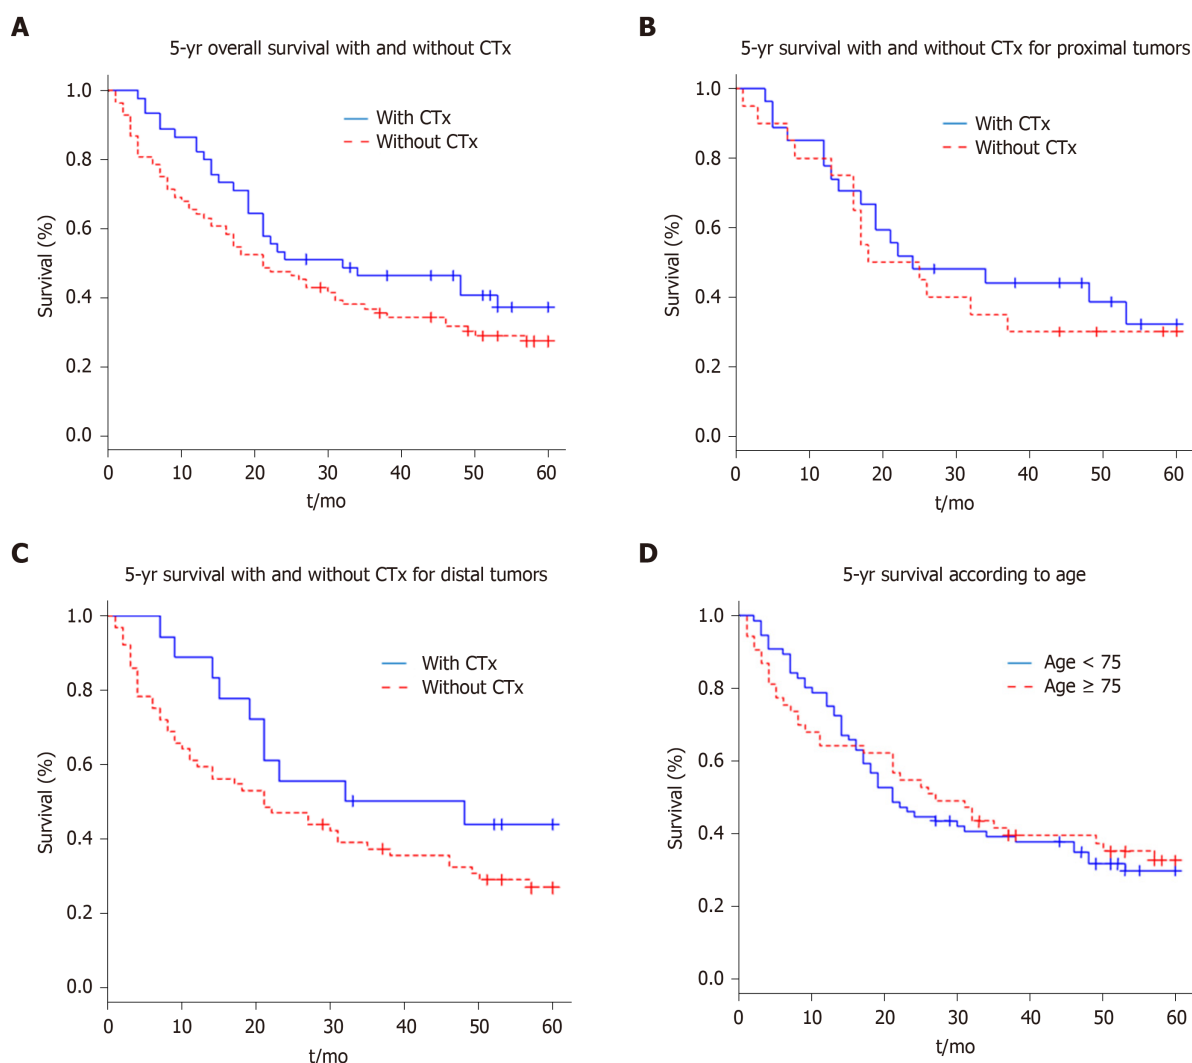 A
5-yr overall survival with and without CTx
With CTx
Without CTx
Survival (%)
1.0
0.8
0.6
0.4
0.2
0.0
0 10 20 30 40 50 60
t/mo
B
5-yr survival with and without CTx for proximal tumors
With CTx
Without CTx
Survival (%)
1.0
0.8
0.6
0.4
0.2
0.0
0 10 20 30 40 50 60
t/mo
C
5-yr survival with and without CTx for distal tumors
With CTx
Without CTx
Survival (%)
1.0
0.8
0.6
0.4
0.2
0.0
0 10 20 30 40 50 60
t/mo
D
5-yr survival according to age
Age < 75
Age ≥ 75
Survival (%)
1.0
0.8
0.6
0.4
0.2
0.0
0 10 20 30 40 50 60
t/mo